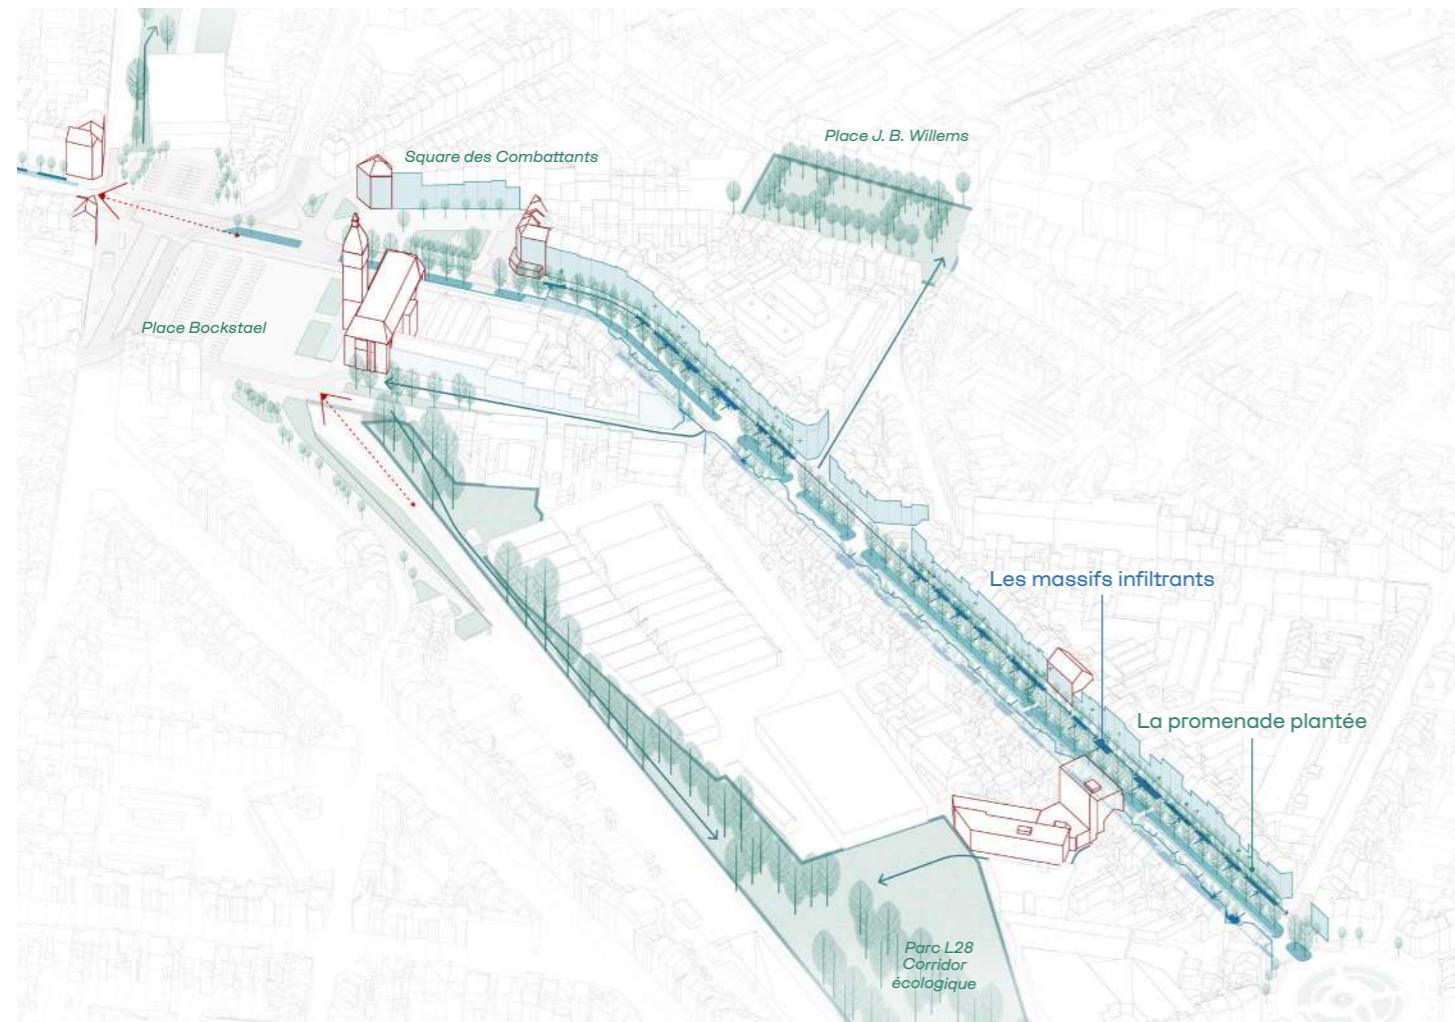 Place J. B. Willems
Square des Combattants
Place Bockstael
Les massifs infiltrants
La promenade plantée
Parc L28
Corridor
écologique